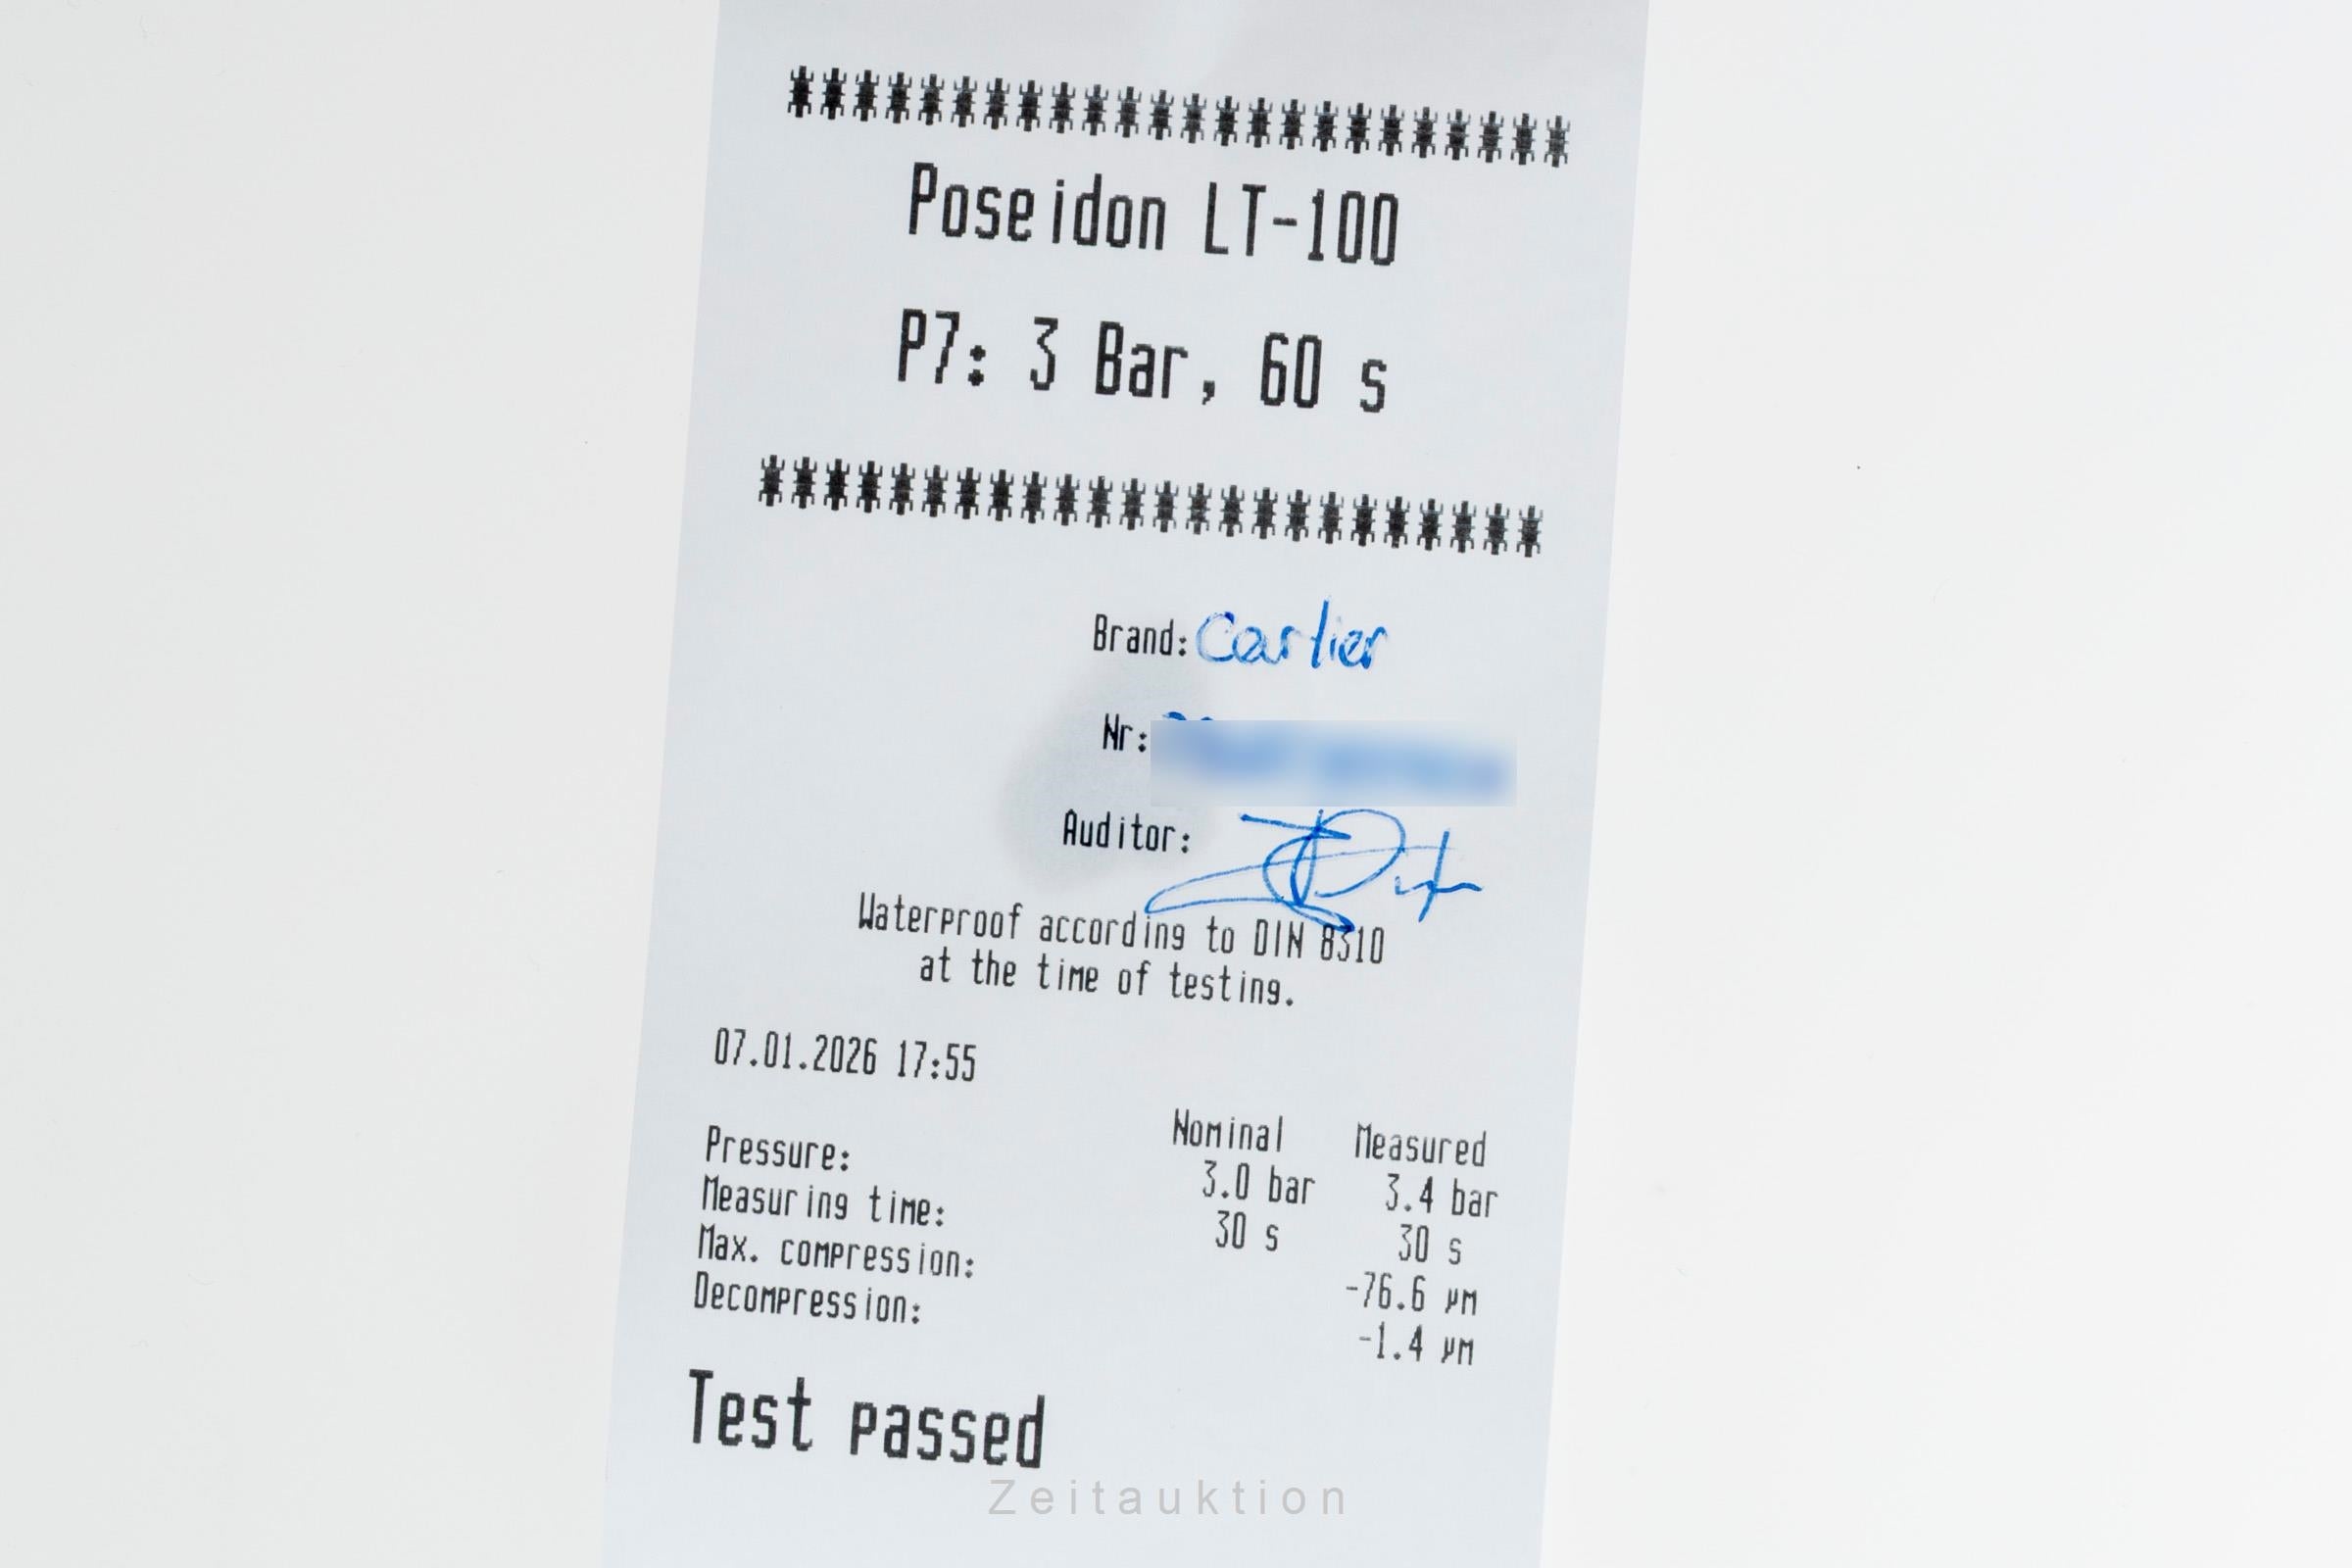 ************************
Poseidon LT-100
P7: 3 Bar, 60 s
************************
Brand: Cartier
Nr:
Auditor:
Waterproof according to DIN 8310
at the time of testing.
07.01.2026 17:55
Nominal Measured
Pressure: 3.0 bar 3.4 bar
Measuring time: 30 s 30 s
Max. compression: -76.6 µm
Decompression: -1.4 µm
Test passed
Zeitauktion